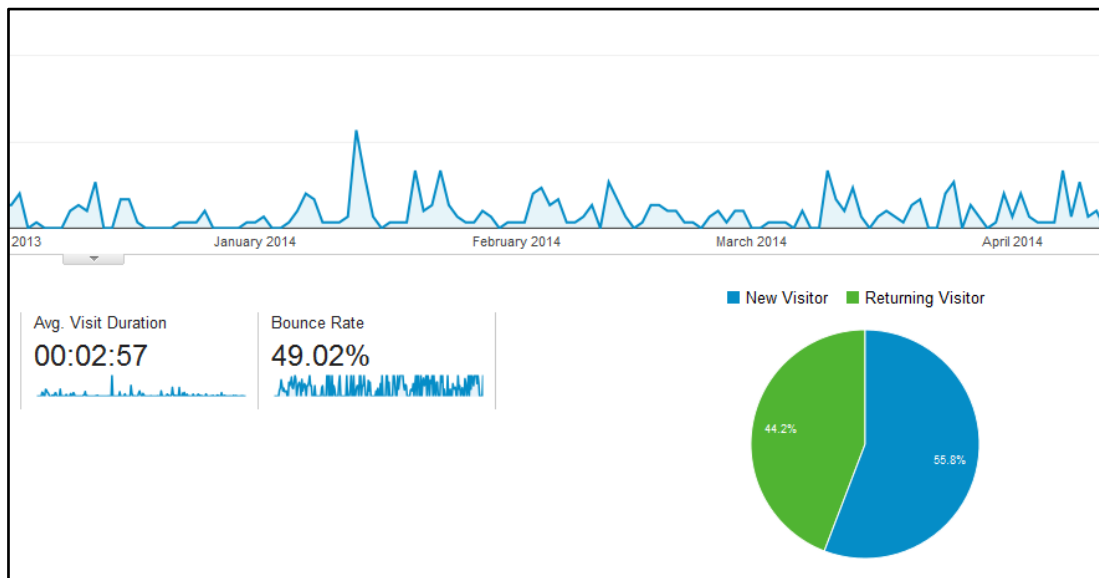 2013 January 2014 February 2014 March 2014 April 2014
New Visitor Returning Visitor
Avg. Visit Duration Bounce Rate
00:02:57 49.02%
44.2%
55.8%